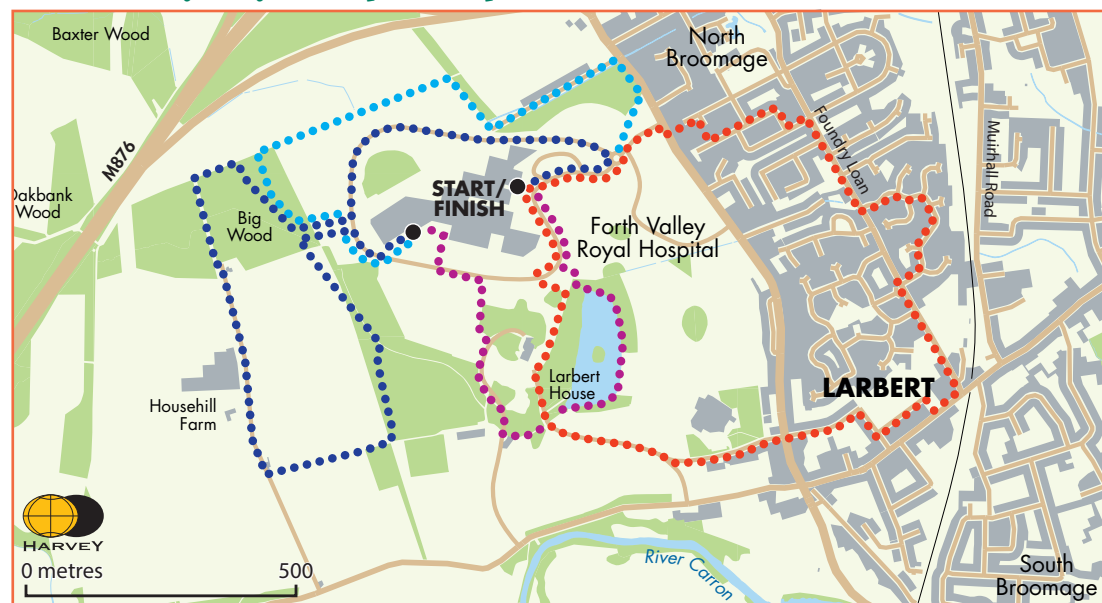 Baxter Wood
North
Broomage
M876
Foundry Loan
Muirhall Road
Oakbank
Wood
START/
FINISH
Big
Wood
Forth Valley
Royal Hospital
Larbert
House
LARBERT
Househill
Farm
HARVEY
0 metres 500
River Carron
South
Broomage